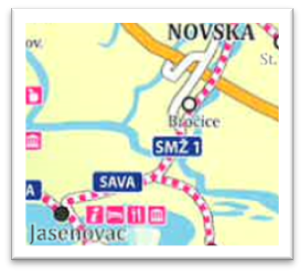 NOVSKA
ov.
St.
Bročice
SMŽ 1
SAVA
A
Jasenovac